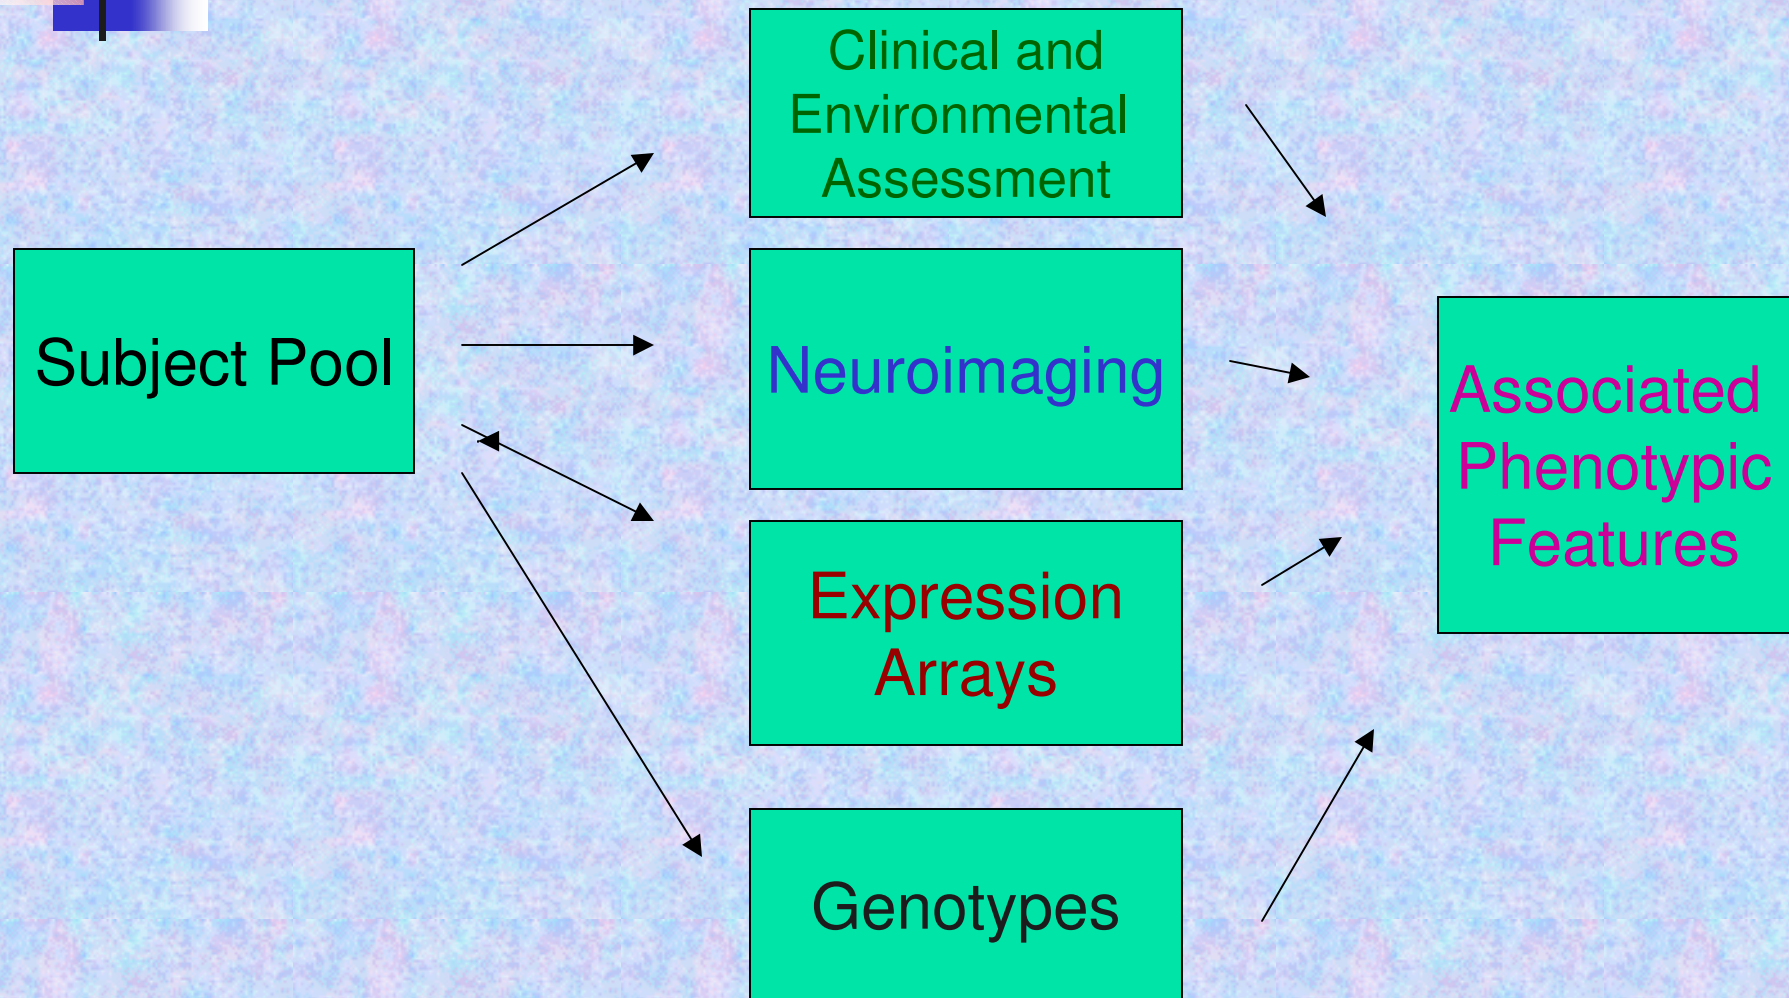 Subject Pool
Clinical and
Environmental
Assessment
Neuroimaging
Expression
Arrays
Genotypes
Associated
Phenotypic
Features